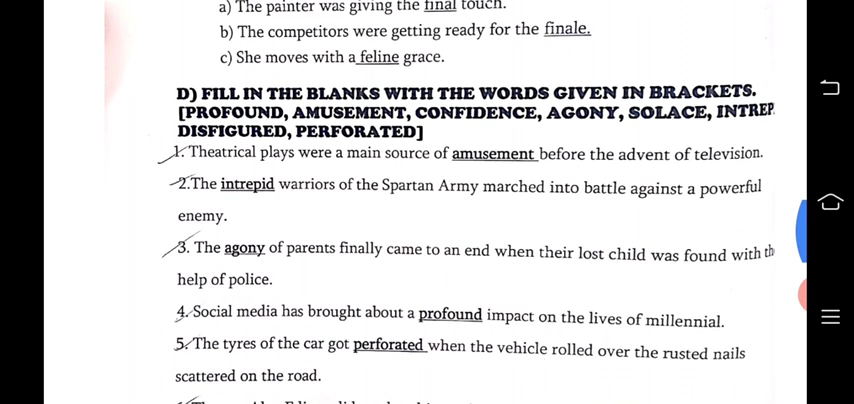 a) The painter was giving the final touch.
b) The competitors were getting ready for the finale.
c) She moves with a feline grace.
D) FILL IN THE BLANKS WITH THE WORDS GIVEN IN BRACKETS.
[PROFOUND, AMUSEMENT, CONFIDENCE, AGONY, SOLACE, INTREP
DISFIGURED, PERFORATED]
1. Theatrical plays were a main source of amusement before the advent of television.
2.The intrepid warriors of the Spartan Army marched into battle against a powerful
enemy.
3. The agony of parents finally came to an end when their lost child was found with th
help of police.
4. Social media has brought about a profound impact on the lives of millennial.
5. The tyres of the car got perforated when the vehicle rolled over the rusted nails
scattered on the road.